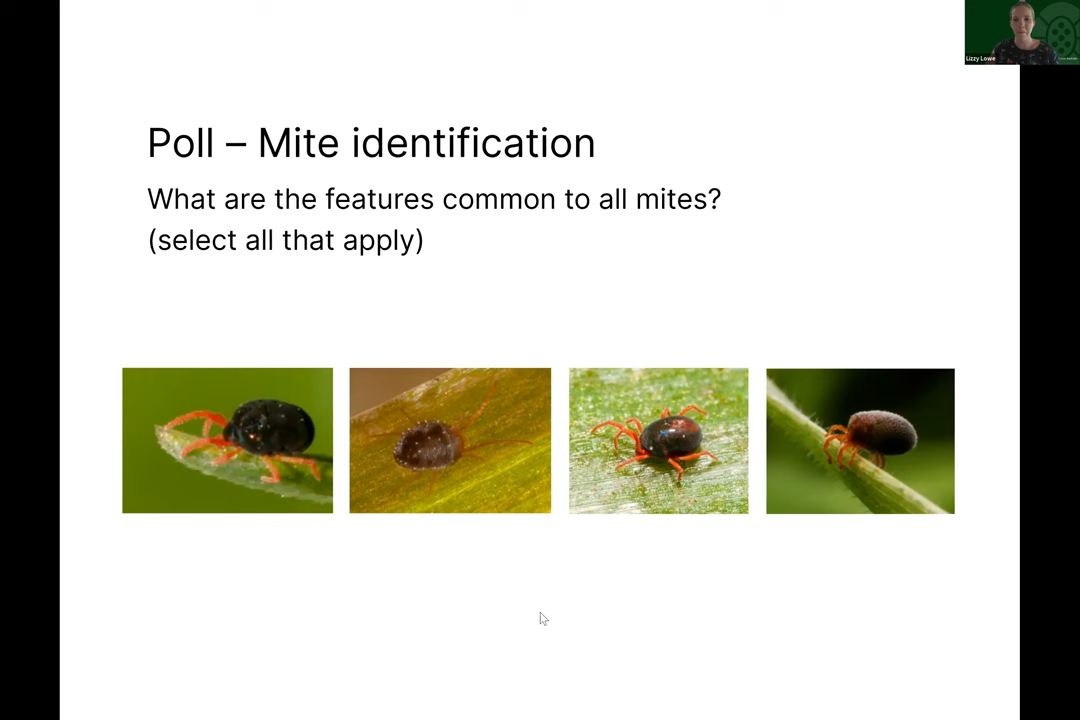 Lizzy Lowe
Poll – Mite identification
What are the features common to all mites?
(select all that apply)